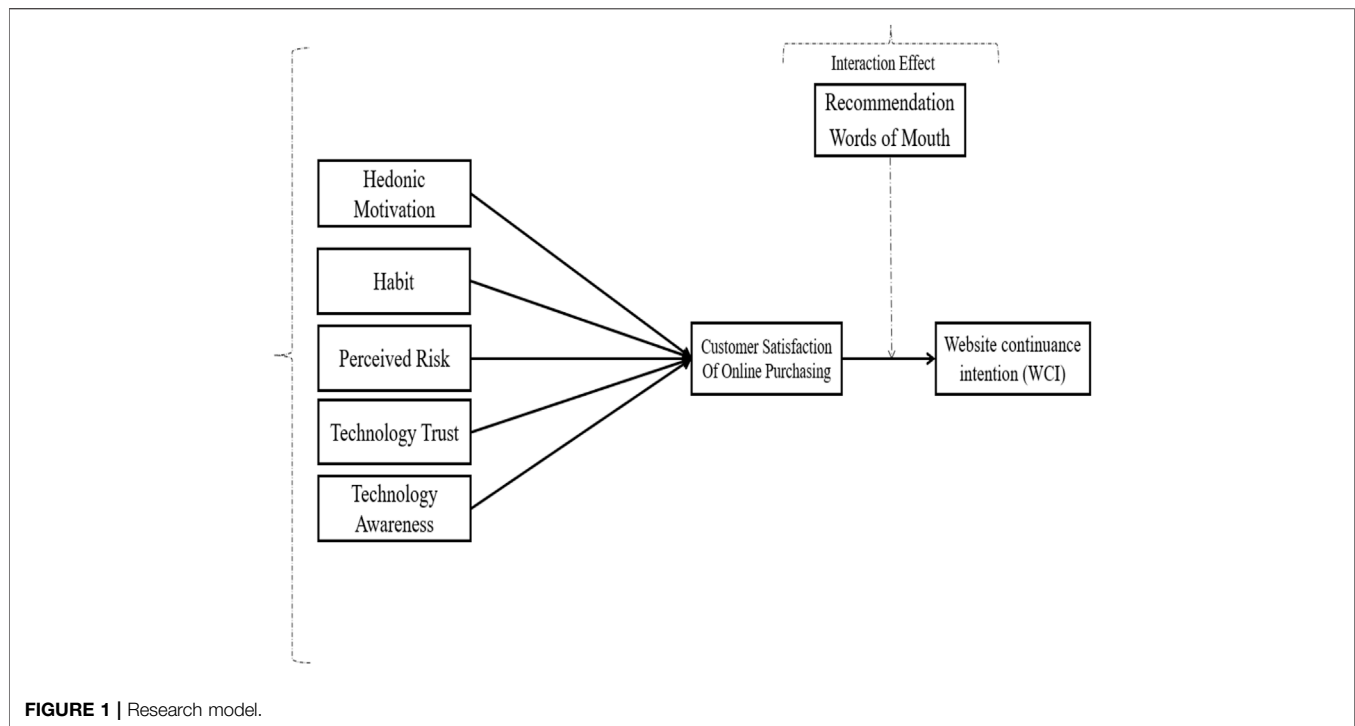 Interaction Effect
Recommendation
Words of Mouth
Hedonic
Motivation
Habit
Perceived Risk
Technology Trust
Technology
Awareness
Customer Satisfaction
Of Online Purchasing
Website continuance
intention (WCI)
FIGURE 1 | Research model.